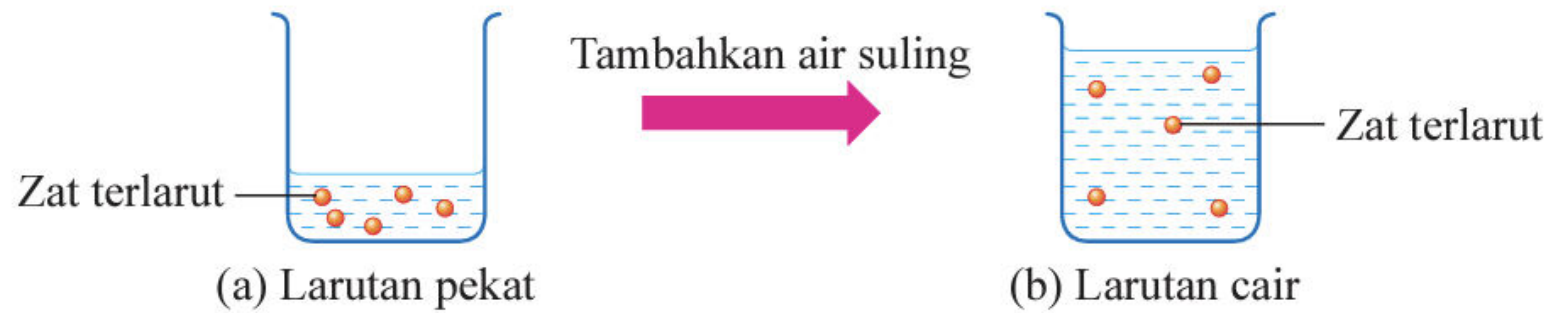 Tambahkan air suling
Zat terlarut
Zat terlarut
(a) Larutan pekat
(b) Larutan cair